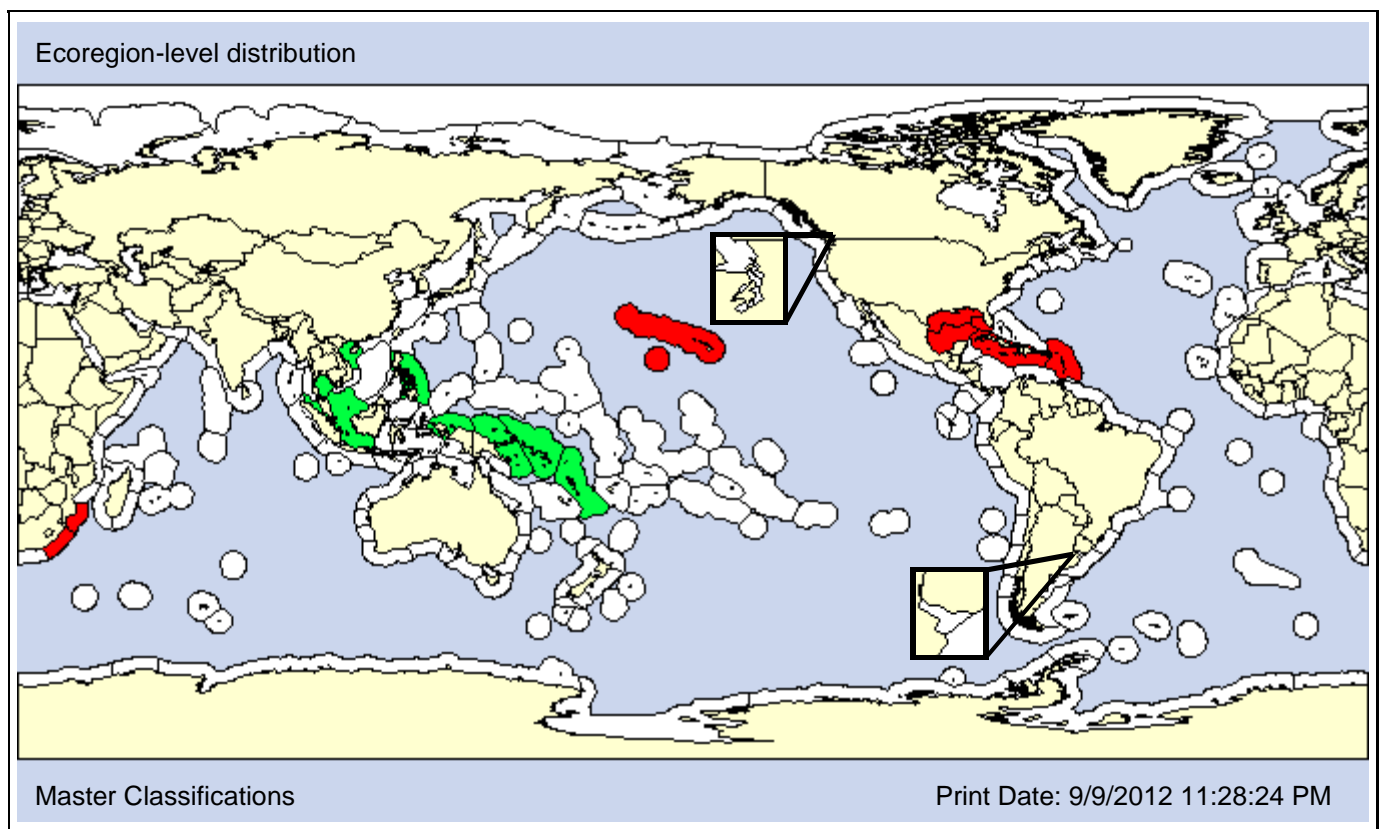 Ecoregion-level distribution
Master Classifications
Print Date: 9/9/2012 11:28:24 PM